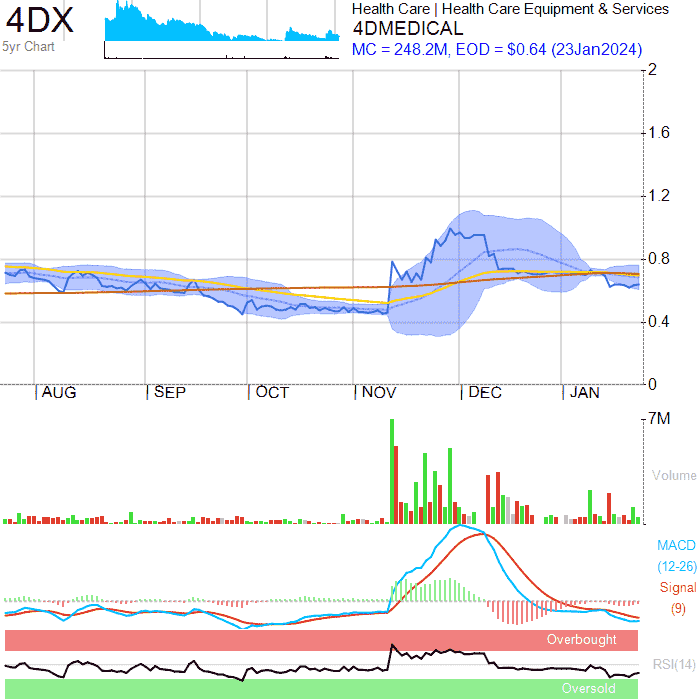 4DX
5yr Chart
Health Care | Health Care Equipment & Services
4DMEDICAL
MC = 248.2M, EOD = $0.64 (23Jan2024)
2
1.6
1.2
0.8
0.4
0
AUG SEP OCT NOV DEC JAN
7M
Volume
MACD
(12-26)
Signal
(9)
Overbought
RSI(14)
Oversold